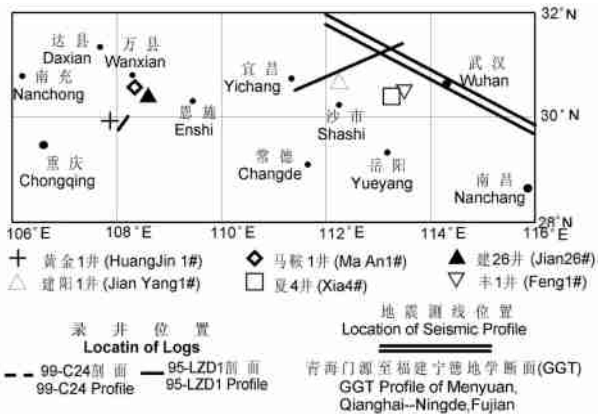 32°N
达县
Daxian
万县
Wanxian
南充
Nanchong
宜昌
Yichang
武汉
Wuhan
恩施
Enshi
30°N
沙市
Shashi
重庆
Chongqing
常德
Changde
岳阳
Yueyang
南昌
Nanchang
28°N
106°E 108°E 110°E 112°E 114°E 116°E
黄金1井(HuangJin 1#) 马鞍1井(Ma An1#) 建26井(Jian26#)
建阳1井(Jian Yang1#) 夏4井(Xia4#) 丰1井(Feng1#)
录井位置
Locatin of Logs
99-C24剖面 95-LZD1剖面
99-C24 Profile 95-LZD1 Profile
地震测线位置
Location of Seismic Profile
青海门源至福建宁德地学断面(GGT)
GGT Profile of Menyuan,
Qianghai--Ningde,Fujian